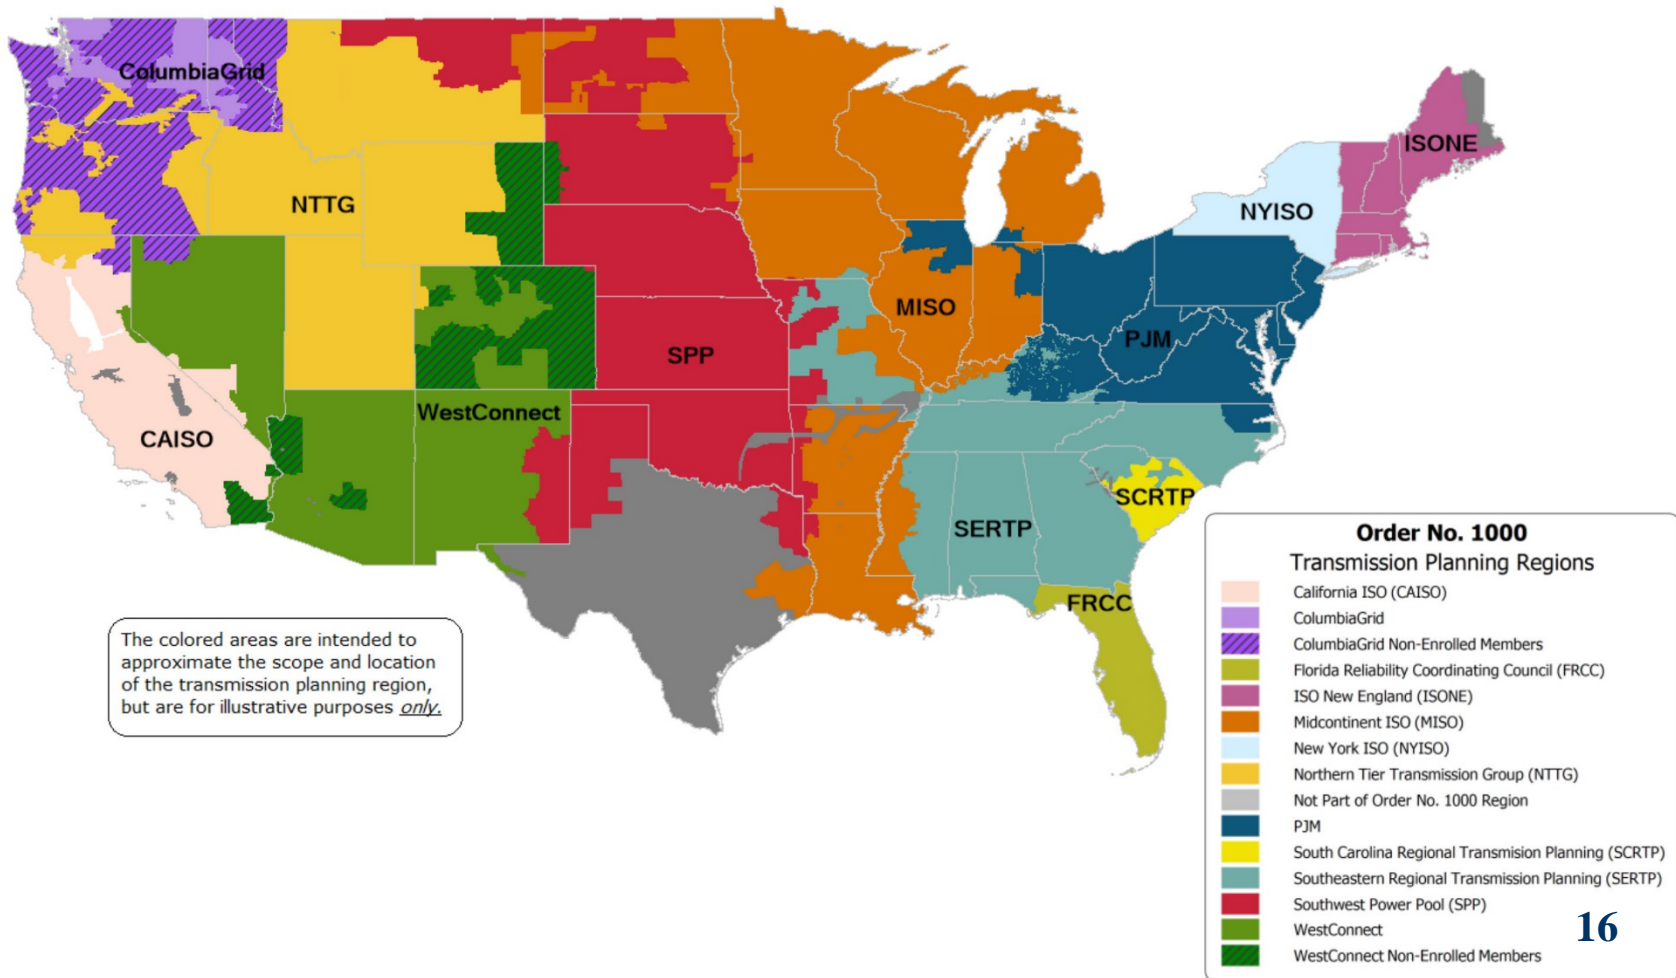 ColumbiaGrid
ISONE
NTTG
NYISO
MISO
PJM
SPP
WestConnect
CAISO
SCRTP
SERTP
FRCC
The colored areas are intended to
approximate the scope and location
of the transmission planning region,
but are for illustrative purposes only.
Order No. 1000
Transmission Planning Regions
California ISO (CAISO)
ColumbiaGrid
ColumbiaGrid Non-Enrolled Members
Florida Reliability Coordinating Council (FRCC)
ISO New England (ISONE)
Midcontinent ISO (MISO)
New York ISO (NYISO)
Northern Tier Transmission Group (NTTG)
Not Part of Order No. 1000 Region
PJM
South Carolina Regional Transmision Planning (SCRTP)
Southeastern Regional Transmission Planning (SERTP)
Southwest Power Pool (SPP)
WestConnect
WestConnect Non-Enrolled Members
16